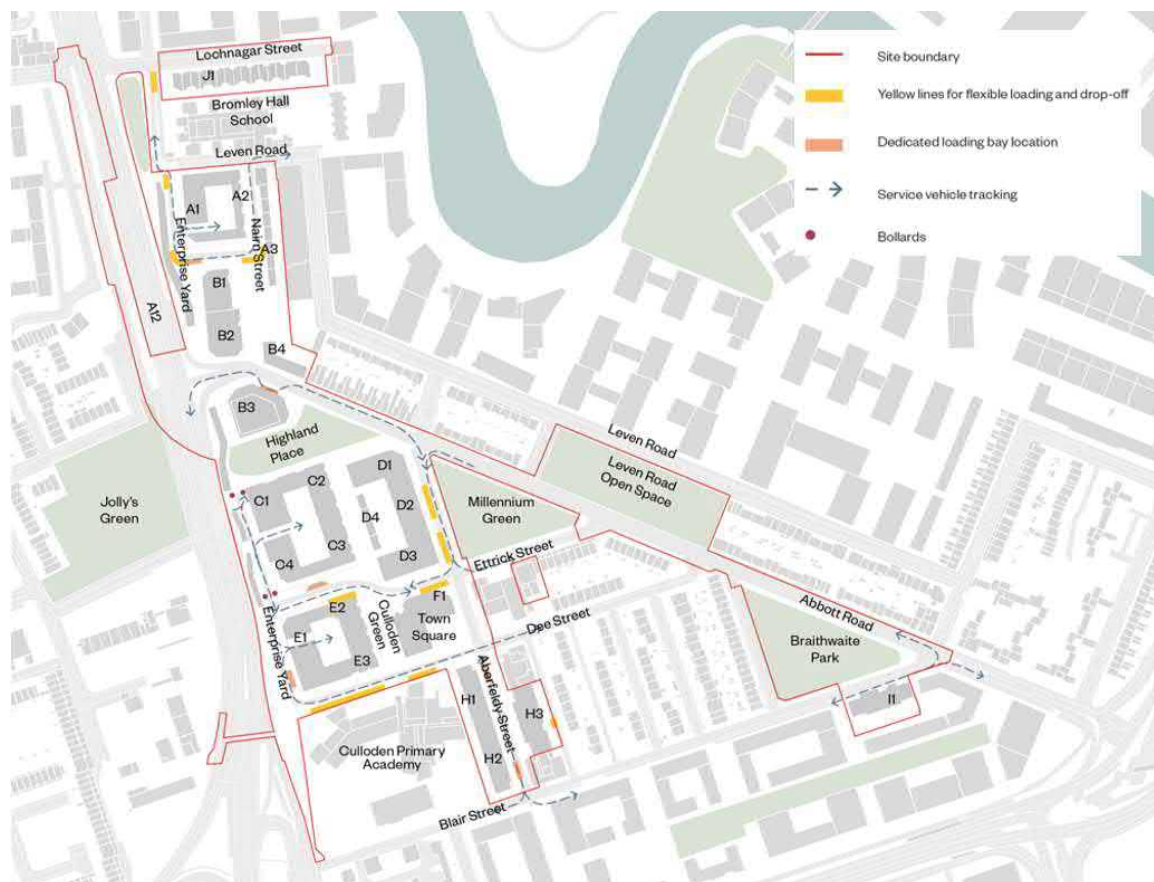 Lochnagar Street
J1
Bromley Hall
School
Leven Road
A1
A2
A3
Enterprise Yard
Nairn Street
A12
B1
B2
B4
B3
Highland
Place
Jolly's
Green
C1
C2
C3
C4
D1
D2
D4
D3
Millennium
Green
Leven Road
Leven Road
Open Space
Ettrick Street
Abbott Road
Braithwaite
Park
I1
E2
F1
Culloden
Green
Town
Square
Dee Street
Enterprise Yard
E1
E3
Aberfeldy Street
H1
H2
H3
Culloden Primary
Academy
Blair Street
Site boundary
Yellow lines for flexible loading and drop-off
Dedicated loading bay location
Service vehicle tracking
Bollards